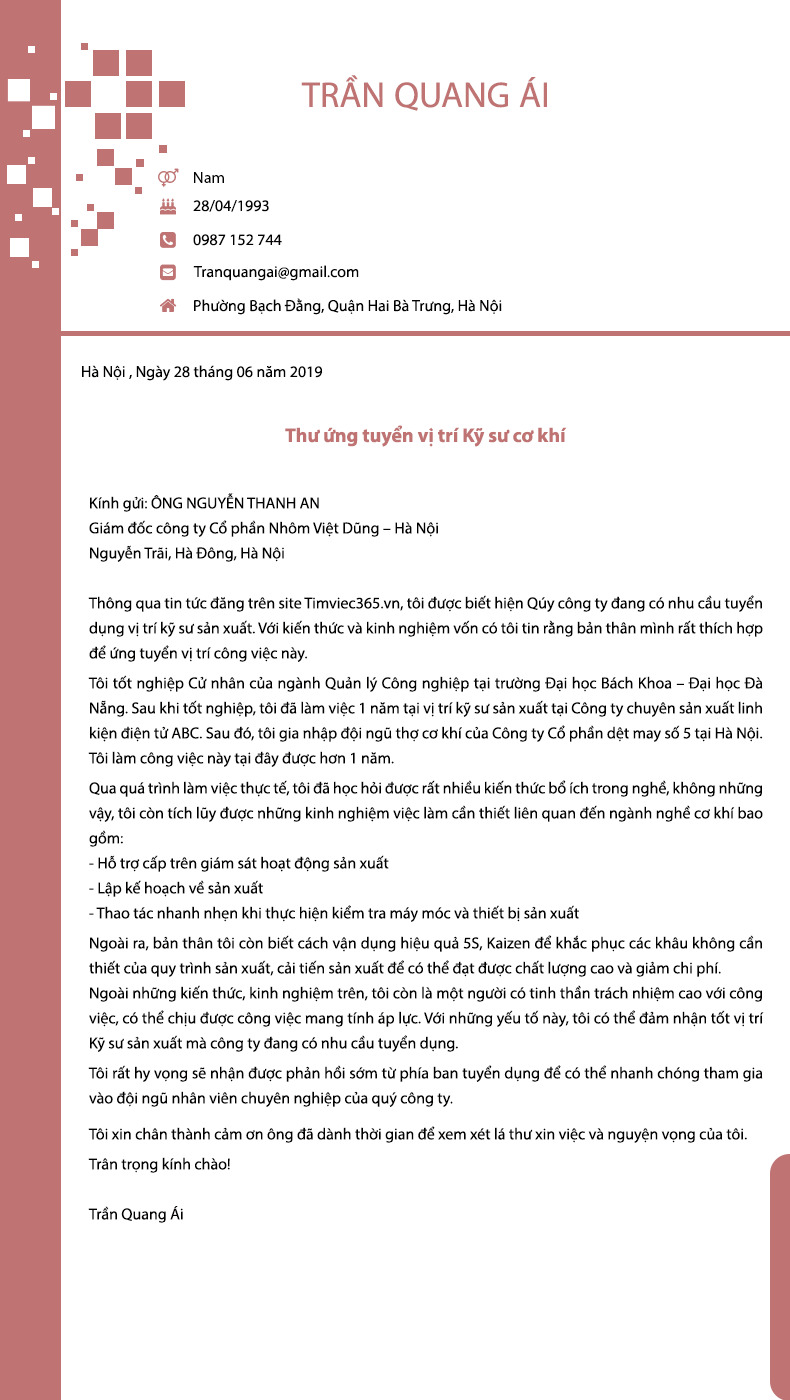 TRẦN QUANG ÁI
Nam
28/04/1993
0987 152 744
Tranquangai@gmail.com
Phường Bạch Đằng, Quận Hai Bà Trưng, Hà Nội
Hà Nội , Ngày 28 tháng 06 năm 2019
Thư ứng tuyển vị trí Kỹ sư cơ khí
Kính gửi: ÔNG NGUYỄN THANH AN
Giám đốc công ty Cổ phần Nhôm Việt Dũng – Hà Nội
Nguyễn Trãi, Hà Đông, Hà Nội
Thông qua tin tức đăng trên site Timviec365.vn, tôi được biết hiện Qúy công ty đang có nhu cầu tuyển
dụng vị trí kỹ sư sản xuất. Với kiến thức và kinh nghiệm vốn có tôi tin rằng bản thân mình rất thích hợp
để ứng tuyển vị trí công việc này.
Tôi tốt nghiệp Cử nhân của ngành Quản lý Công nghiệp tại trường Đại học Bách Khoa – Đại học Đà
Nẵng. Sau khi tốt nghiệp, tôi đã làm việc 1 năm tại vị trí kỹ sư sản xuất tại Công ty chuyên sản xuất linh
kiện điện tử ABC. Sau đó, tôi gia nhập đội ngũ thợ cơ khí của Công ty Cổ phần dệt may số 5 tại Hà Nội.
Tôi làm công việc này tại đây được hơn 1 năm.
Qua quá trình làm việc thực tế, tôi đã học hỏi được rất nhiều kiến thức bổ ích trong nghề, không những
vậy, tôi còn tích lũy được những kinh nghiệm việc làm cần thiết liên quan đến ngành nghề cơ khí bao
gồm:
- Hỗ trợ cấp trên giám sát hoạt động sản xuất
- Lập kế hoạch về sản xuất
- Thao tác nhanh nhẹn khi thực hiện kiểm tra máy móc và thiết bị sản xuất
Ngoài ra, bản thân tôi còn biết cách vận dụng hiệu quả 5S, Kaizen để khắc phục các khâu không cần
thiết của quy trình sản xuất, cải tiến sản xuất để có thể đạt được chất lượng cao và giảm chi phí.
Ngoài những kiến thức, kinh nghiệm trên, tôi còn là một người có tinh thần trách nhiệm cao với công
việc, có thể chịu được công việc mang tính áp lực. Với những yếu tố này, tôi có thể đảm nhận tốt vị trí
Kỹ sư sản xuất mà công ty đang có nhu cầu tuyển dụng.
Tôi rất hy vọng sẽ nhận được phản hồi sớm từ phía ban tuyển dụng để có thể nhanh chóng tham gia
vào đội ngũ nhân viên chuyên nghiệp của quý công ty.
Tôi xin chân thành cảm ơn ông đã dành thời gian để xem xét lá thư xin việc và nguyện vọng của tôi.
Trân trọng kính chào!
Trần Quang Ái